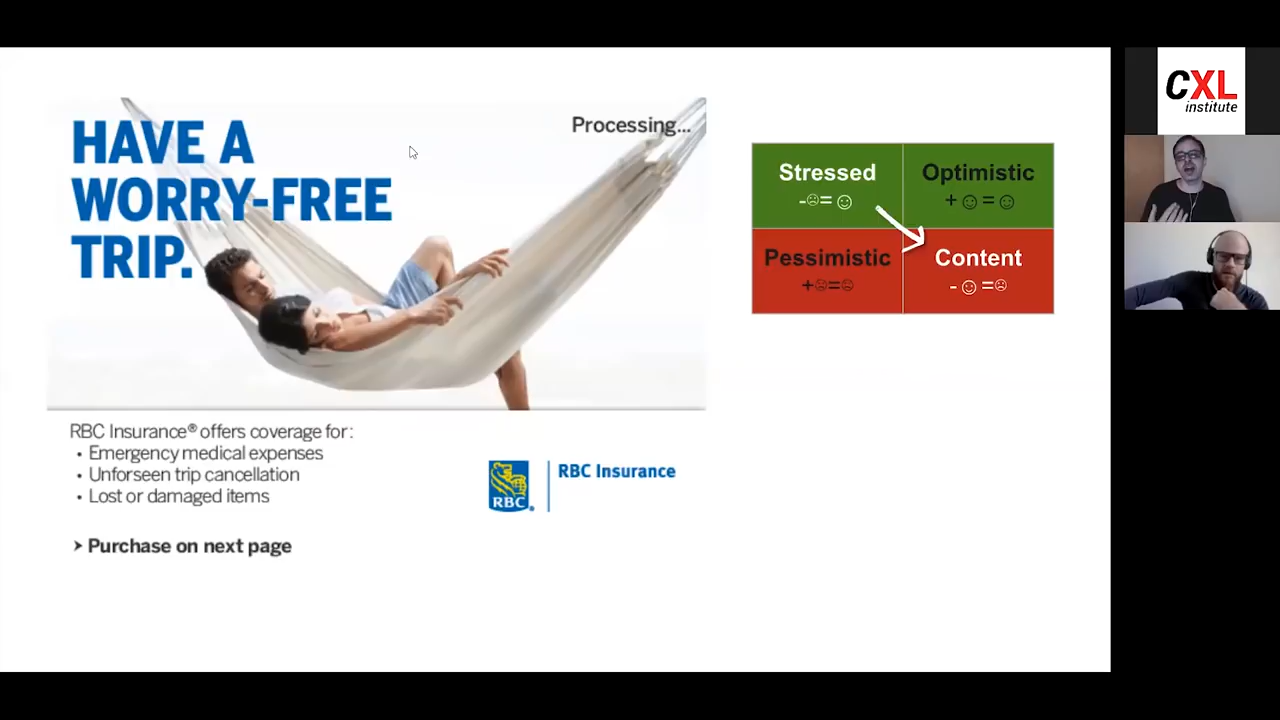 HAVE A
WORRY-FREE
TRIP.
Processing...
RBC Insurance® offers coverage for:
• Emergency medical expenses
• Unforseen trip cancellation
• Lost or damaged items
➤ Purchase on next page
RBC
®
RBC Insurance
Stressed
-☹=☺
Optimistic
+☺=☺
Pessimistic
+☹=☹
Content
-☺=☹
CXL
institute